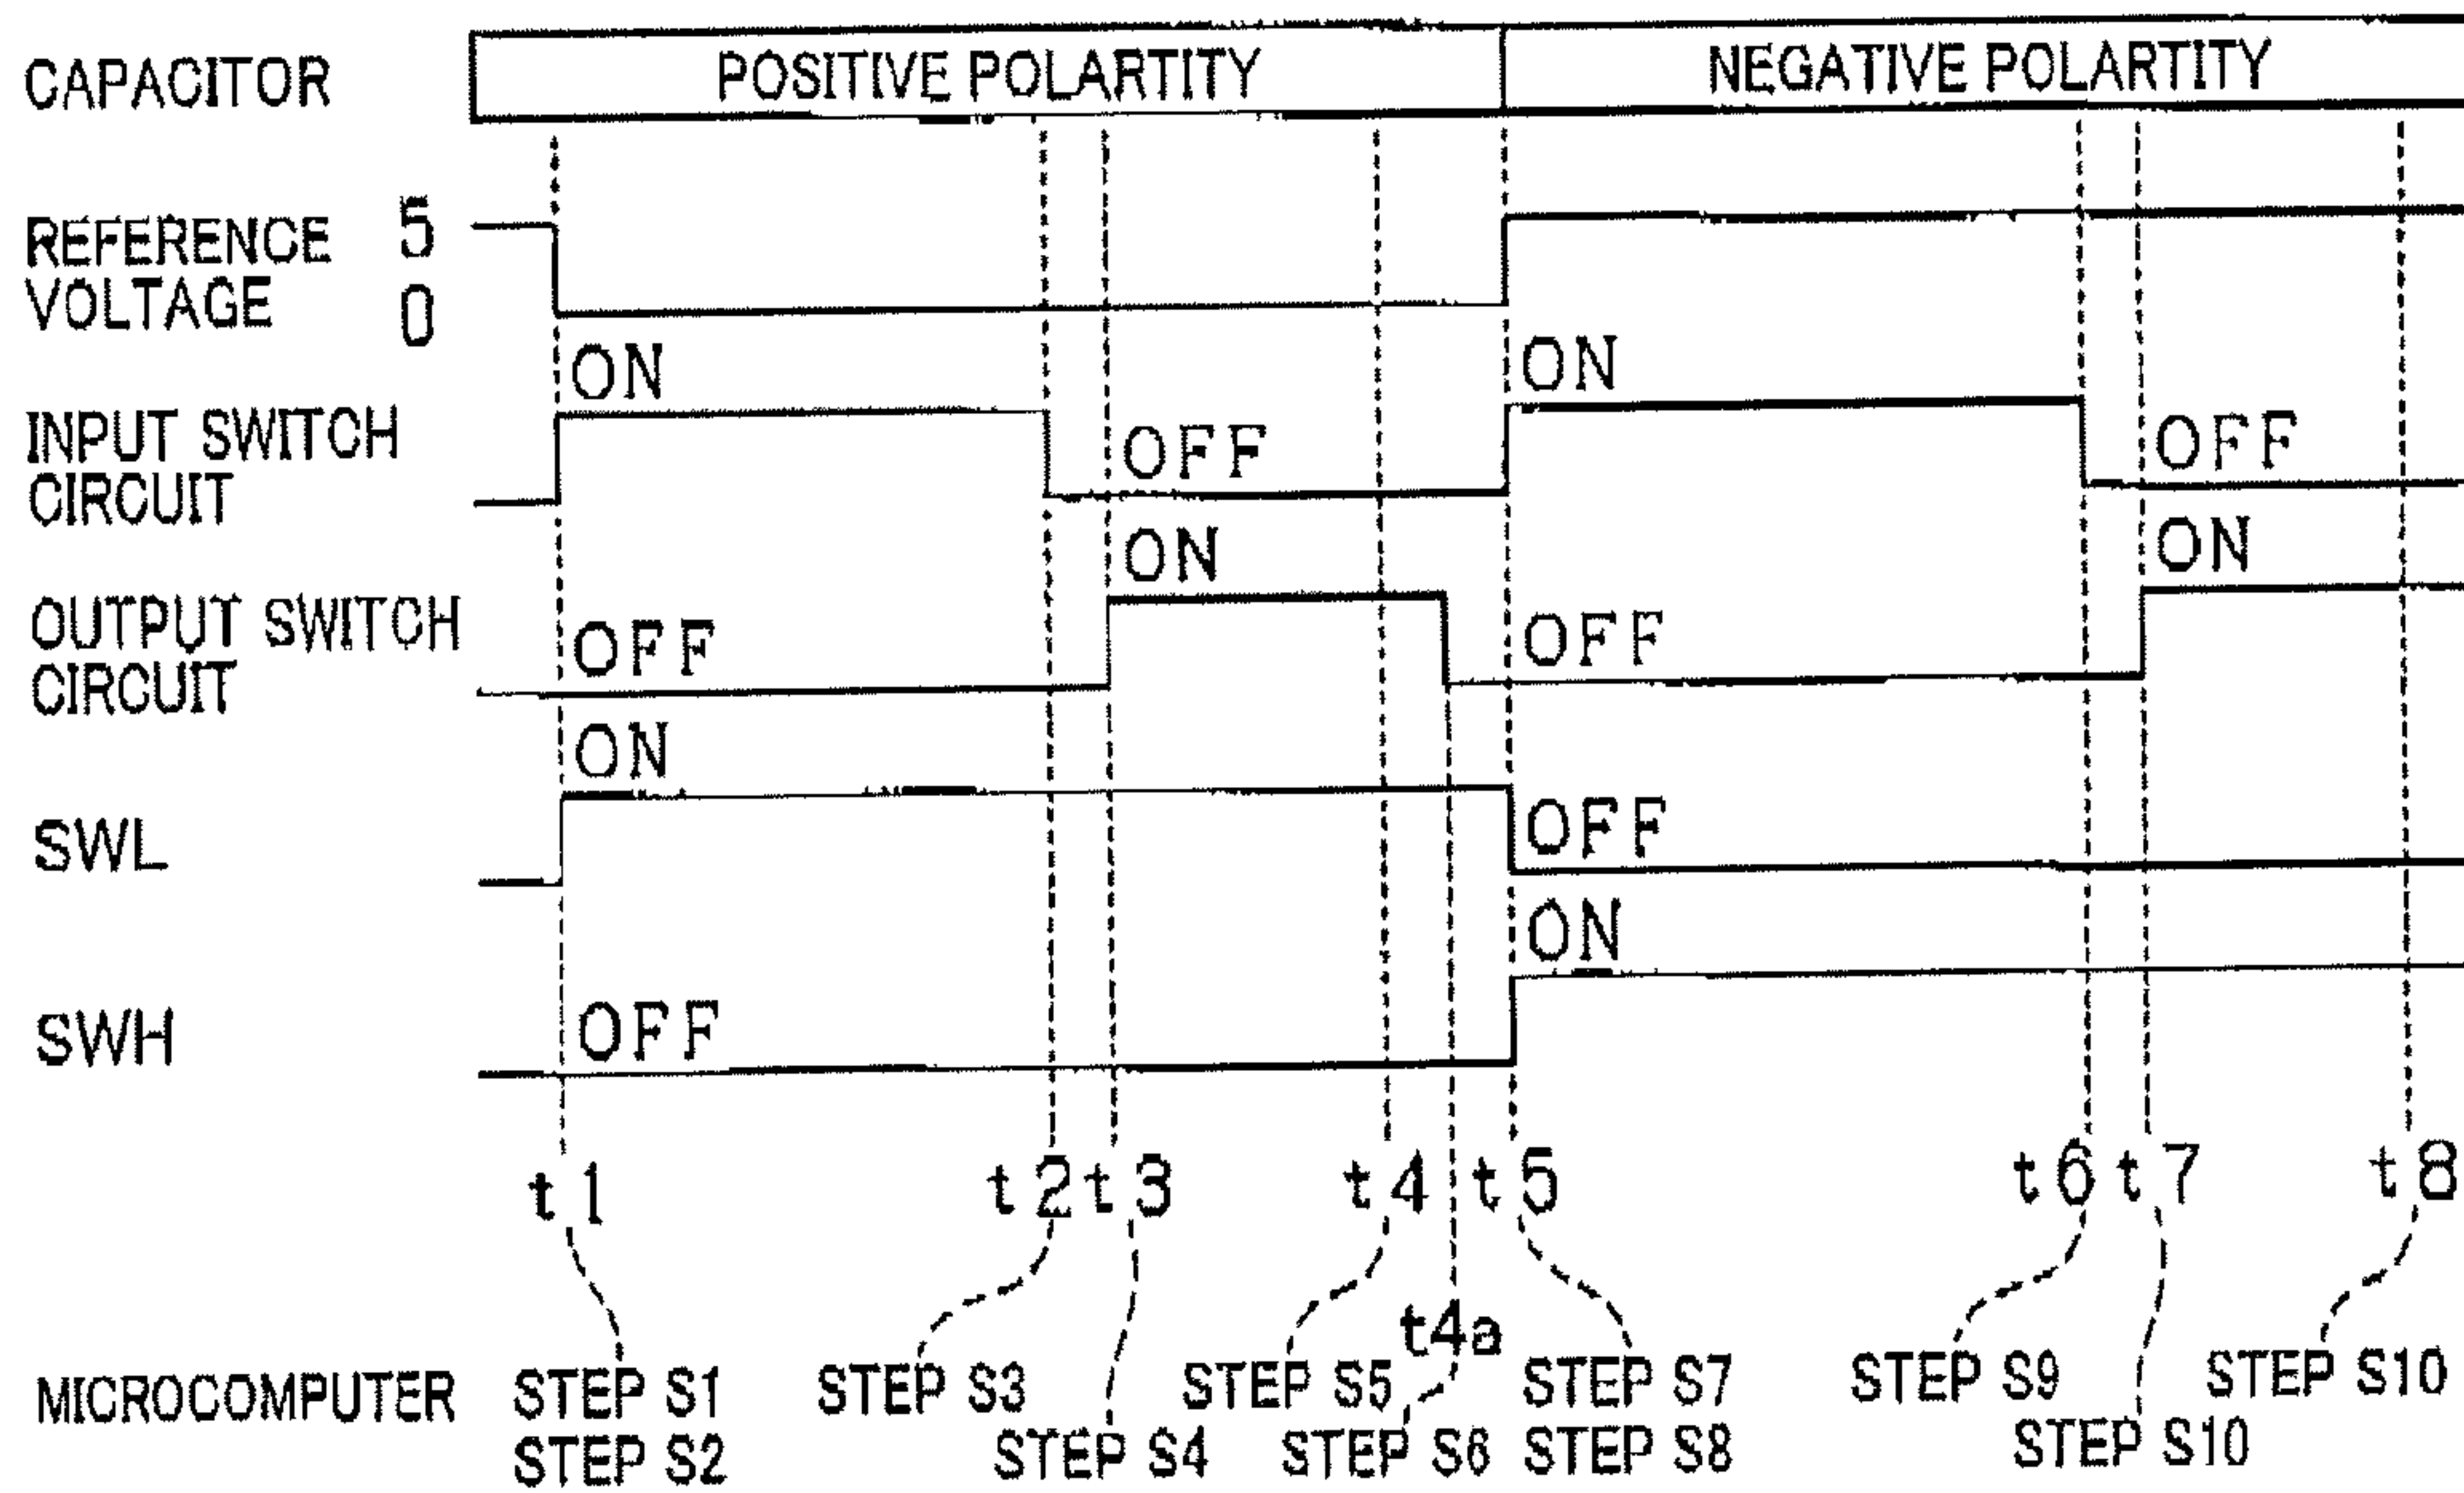 CAPACITOR POSITIVE POLARTITY NEGATIVE POLARTITY
REFERENCE VOLTAGE 5 0
ON ON
INPUT SWITCH CIRCUIT OFF OFF
ON ON
OUTPUT SWITCH CIRCUIT OFF OFF
ON
SWL OFF
ON
SWH OFF
t1 t2 t3 t4 t5 t6 t7 t8
t4a
MICROCOMPUTER STEP S1 STEP S3 STEP S5 STEP S7 STEP S9 STEP S10
STEP S2 STEP S4 STEP S6 STEP S8 STEP S10